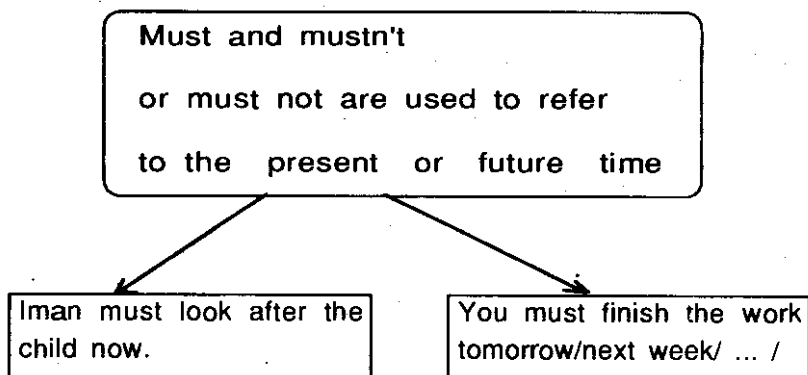 Must and mustn't
or must not are used to refer
to the present or future time
Iman must look after the
child now.
You must finish the work
tomorrow/next week/ ... /